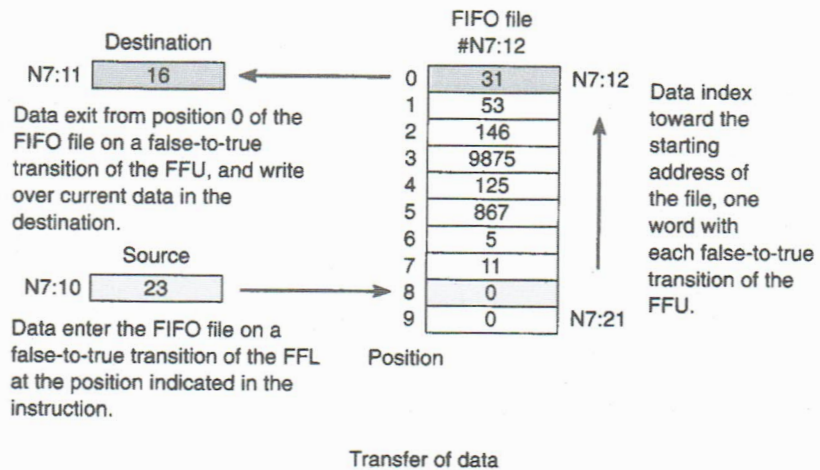 FIFO file
#N7:12
Destination
N7:11 16
Data exit from position 0 of the
FIFO file on a false-to-true
transition of the FFU, and write
over current data in the
destination.
Source
N7:10 23
Data enter the FIFO file on a
false-to-true transition of the FFL
at the position indicated in the
instruction.
0 31 N7:12
1 53
2 146
3 9875
4 125
5 867
6 5
7 11
8 0
9 0 N7:21
Position
Data index
toward the
starting
address of
the file, one
word with
each false-to-true
transition of the
FFU.
Transfer of data